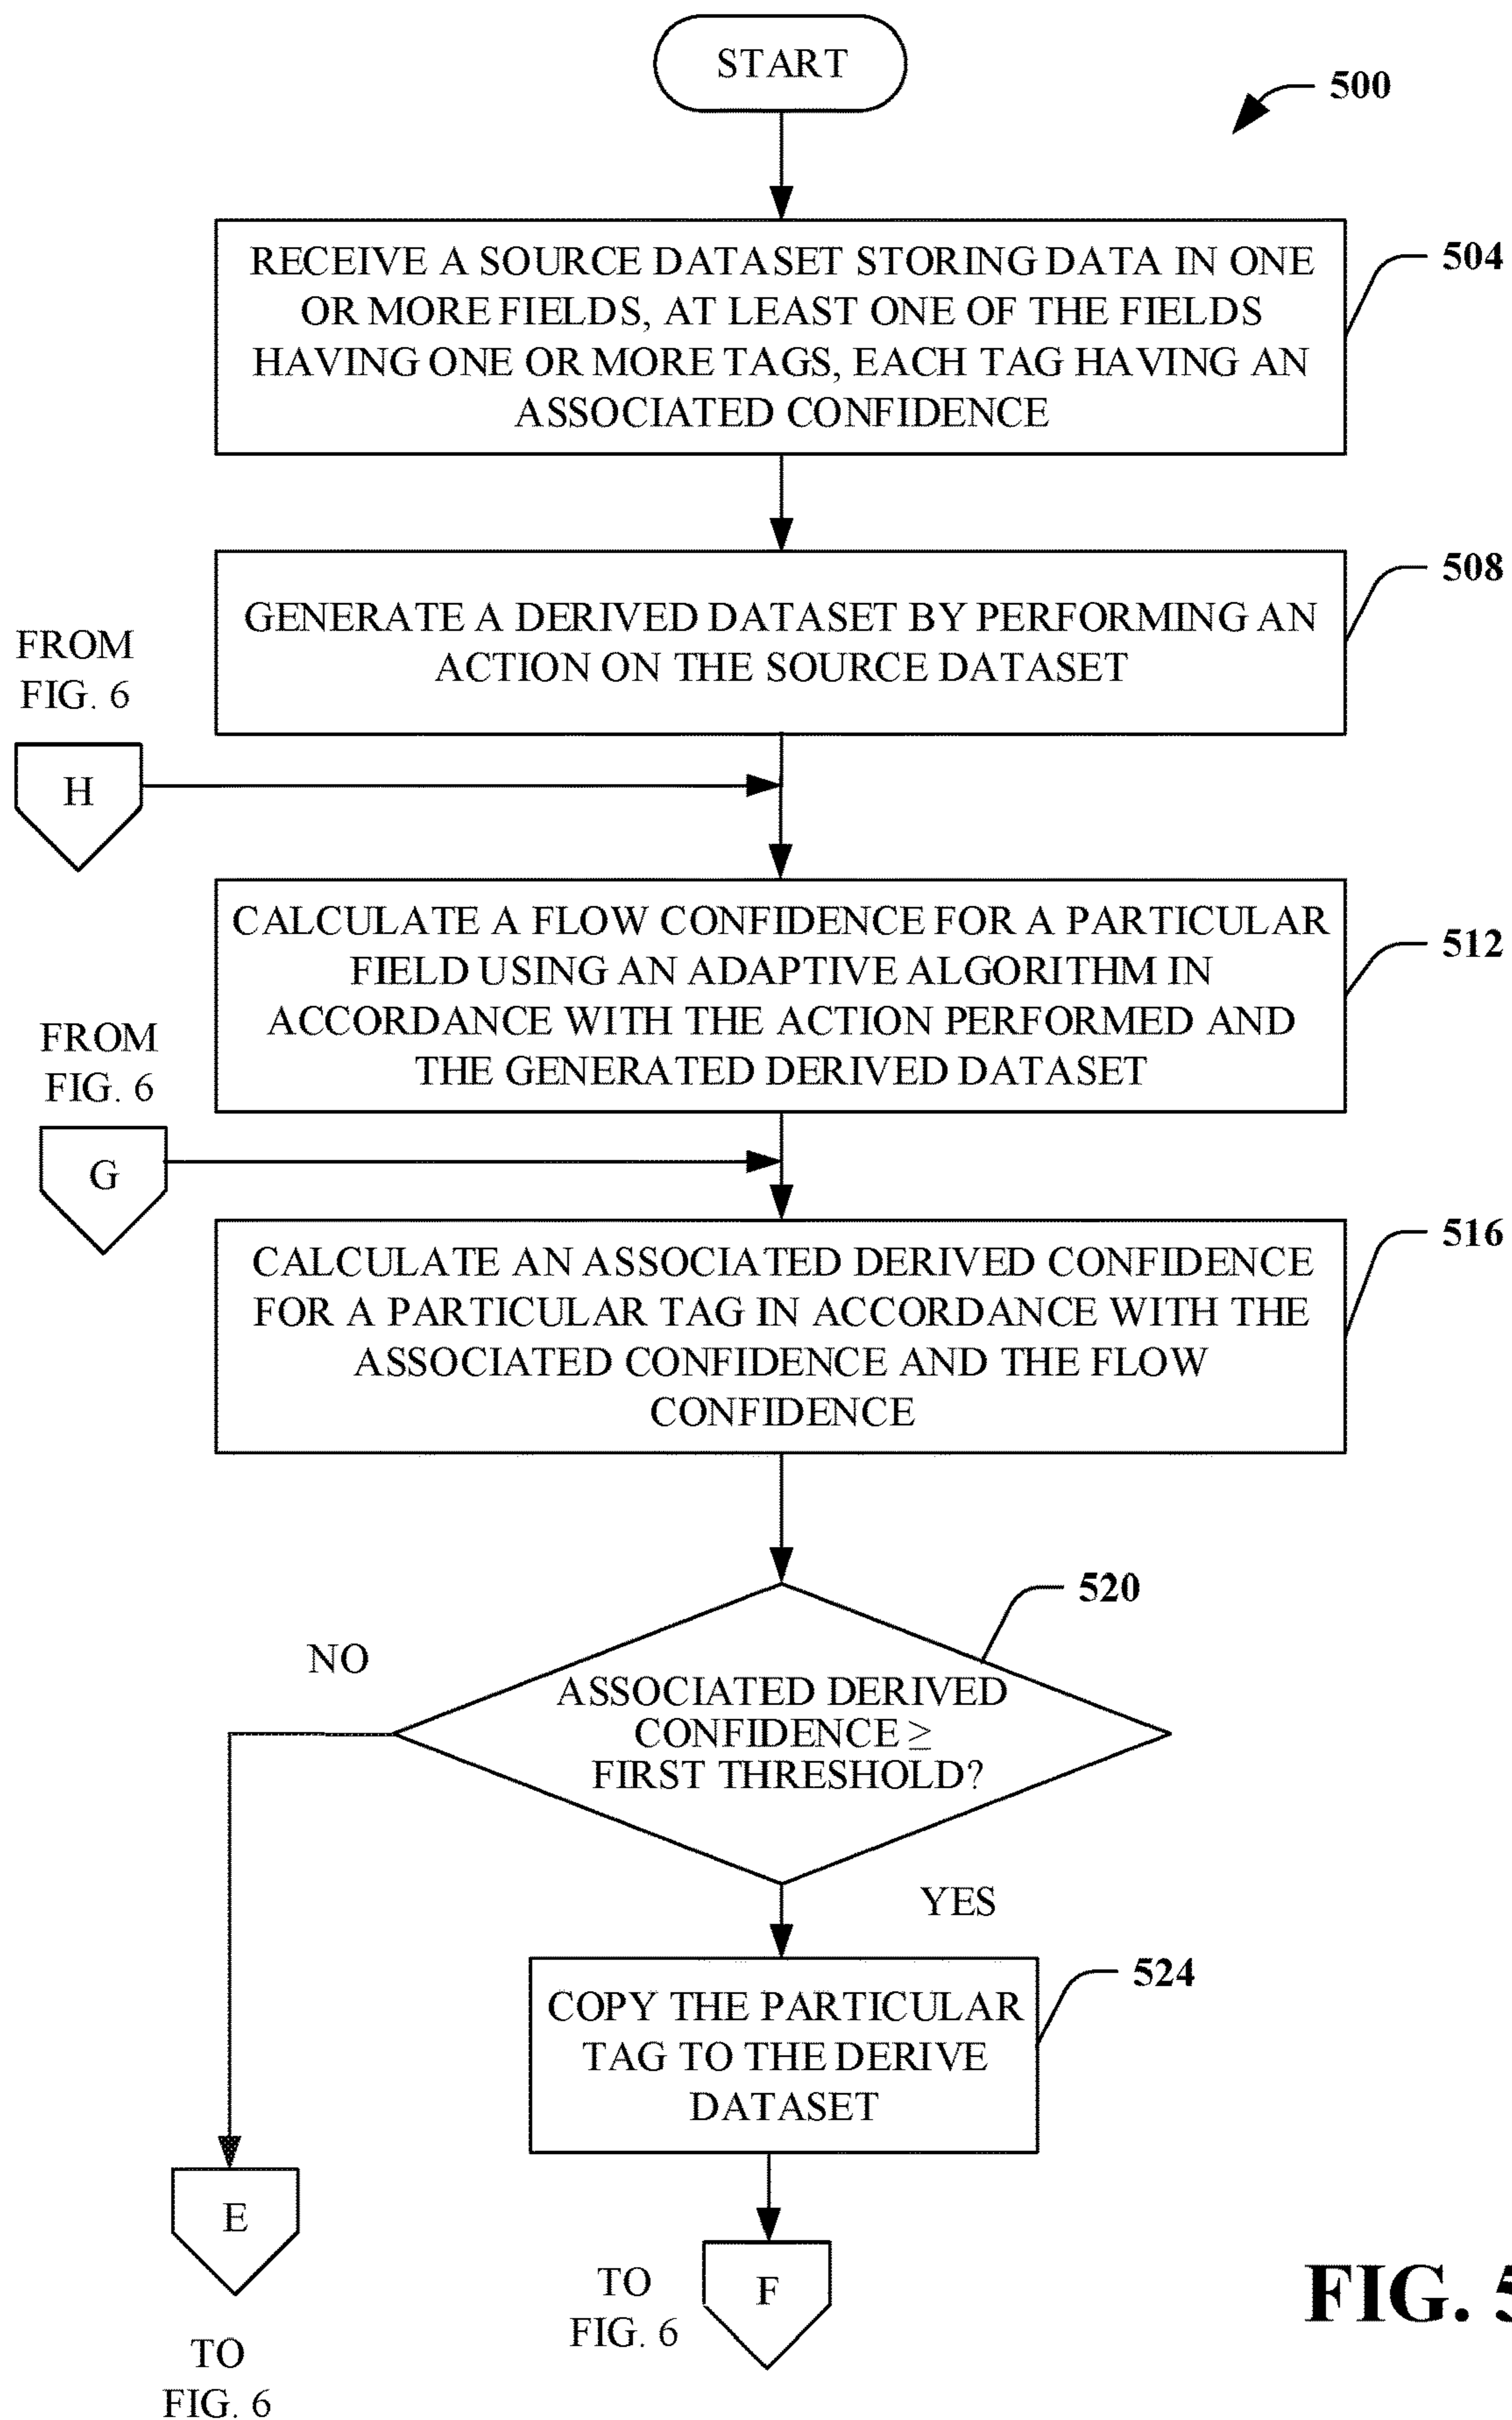 START
500
RECEIVE A SOURCE DATASET STORING DATA IN ONE
OR MORE FIELDS, AT LEAST ONE OF THE FIELDS
HAVING ONE OR MORE TAGS, EACH TAG HAVING AN
ASSOCIATED CONFIDENCE
504
GENERATE A DERIVED DATASET BY PERFORMING AN
ACTION ON THE SOURCE DATASET
508
FROM
FIG. 6
H
CALCULATE A FLOW CONFIDENCE FOR A PARTICULAR
FIELD USING AN ADAPTIVE ALGORITHM IN
ACCORDANCE WITH THE ACTION PERFORMED AND
THE GENERATED DERIVED DATASET
512
FROM
FIG. 6
G
CALCULATE AN ASSOCIATED DERIVED CONFIDENCE
FOR A PARTICULAR TAG IN ACCORDANCE WITH THE
ASSOCIATED CONFIDENCE AND THE FLOW
CONFIDENCE
516
520
NO
ASSOCIATED DERIVED
CONFIDENCE ≥
FIRST THRESHOLD?
YES
524
COPY THE PARTICULAR
TAG TO THE DERIVE
DATASET
E
TO
FIG. 6
F
TO
FIG. 6
FIG. 5